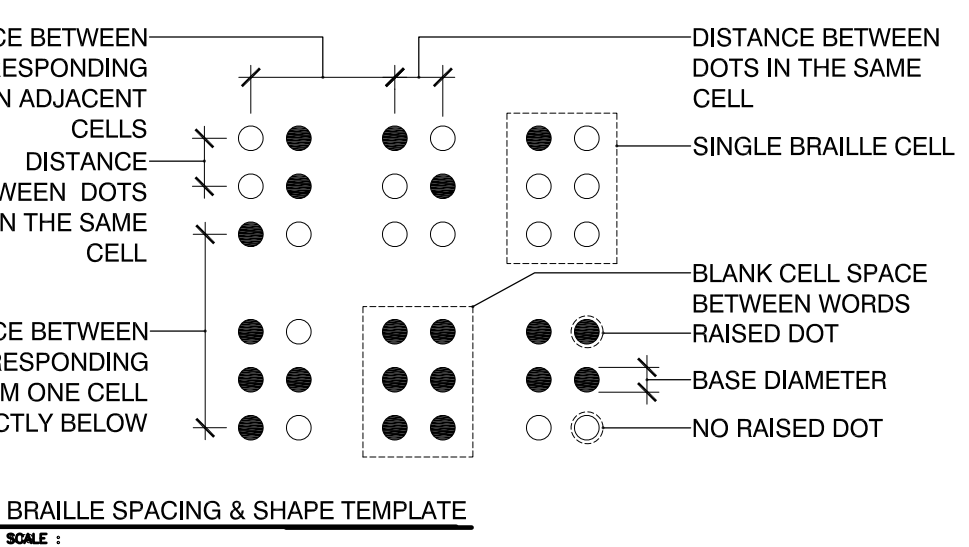 CE BETWEEN
RESPONDING
N ADJACENT
CELLS
DISTANCE
WEEN DOTS
N THE SAME
CELL
CE BETWEEN
RESPONDING
M ONE CELL
CTLY BELOW
DISTANCE BETWEEN
DOTS IN THE SAME
CELL
SINGLE BRAILLE CELL
BLANK CELL SPACE
BETWEEN WORDS
RAISED DOT
BASE DIAMETER
NO RAISED DOT
BRAILLE SPACING & SHAPE TEMPLATE
SCALE :